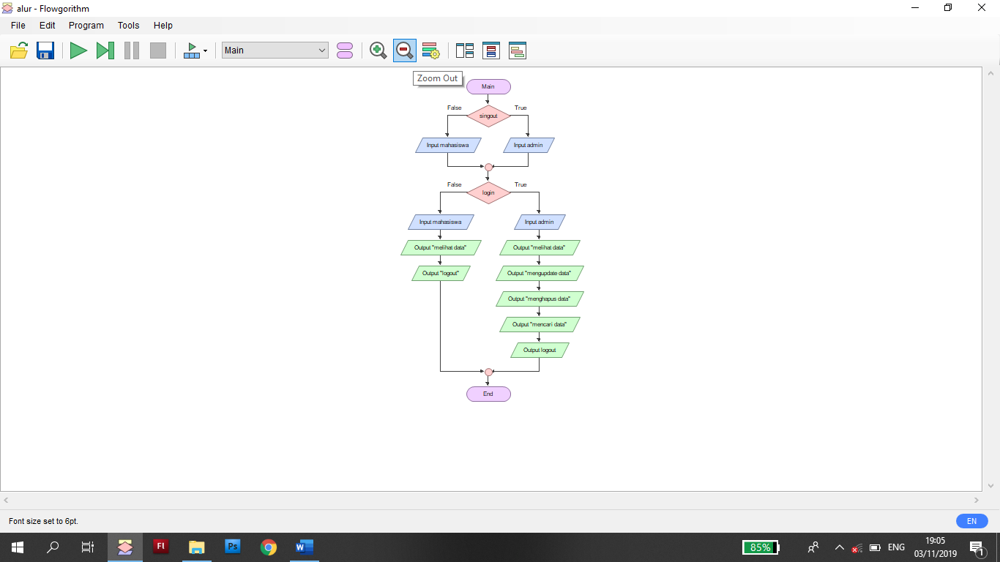 alur - Flowgorithm
File Edit Program Tools Help
Main
Zoom Out
Main
False True
singout
Input mahasiswa Input admin
False True
login
Input mahasiswa Input admin
Output "melihat data" Output "melihat data"
Output "logout" Output "mengupdate data"
Output "menghapus data"
Output "mencari data"
Output logout
End
Font size set to 6pt.
EN
Fl
Ps
W
85%
ENG
19:05
03/11/2019
1